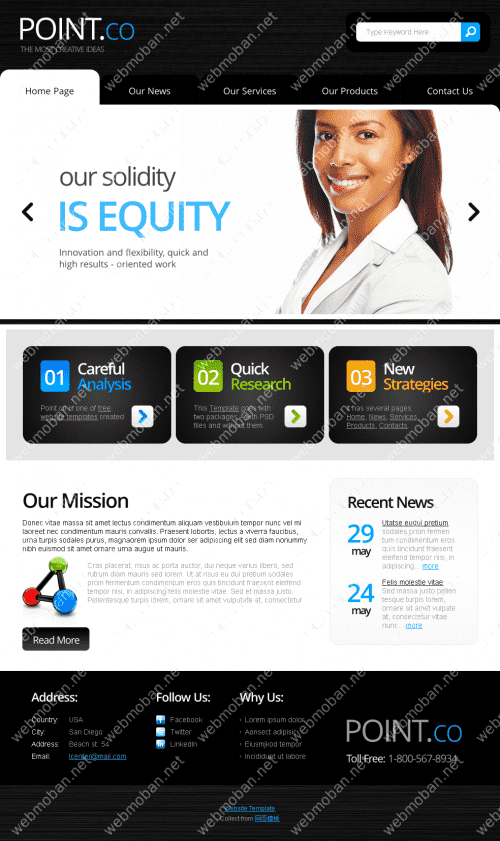 POINT.CO
THE MOST CREATIVE IDEAS
Type Keyword Here
Home Page
Our News
Our Services
Our Products
Contact Us
our solidity
IS EQUITY
Innovation and flexibility, quick and
high results - oriented work
01 Careful
Analysis
Point.co is one of free
website templates created
02 Quick
Research
This Template goes with
two packages - with PSD
files and without them.
03 New
Strategies
It has several pages:
Home, News, Services,
Products, Contacts.
Our Mission
Donec vitae massa sit amet lectus condimentum aliquam vestibulum tempor nunc vel mi
laoreet nec condimentum mauris convallis. Praesent lobortis, lectus a viverra faucibus,
urna turpis sodales purus, magnaorem ipsum dolor ser adipiscing elit sed diam nonummy
nibh euismod sit amet ornare urna augue ut mauris.
Cras placerat, risus ac porta auctor, dui neque varius libero, sed
rutrum diam mauris sed lorem. Ut at risus eu dui pretium sodales
proin fermentum condimentum eros quis tincidunt fraesent eleifend
tempor nisi, in adipiscing felis molestie vitae. Sed et massa justo
Pellentesque turpis lorem, ornare sit amet vulputate at, consectetur
Read More
Recent News
29
may
Utatse eudui pretium
sodales proin fermen
tum condimentum eros
quis tincidunt fraesent
eleifend tempor nisi, in
adipiscing... more
24
may
Felis molestie vitae
Sed massa justo pellen
tesque turpis lorem,
ornare sit amet vulputate
at, consectetur vitae
nunc... more
Address:
Country: USA
City: San Diego
Address: Beach st. 54
Email: lcenter@mail.com
Follow Us:
Facebook
Twitter
LinkedIn
Why Us:
Lorem ipsum dolor
Aonsect adipisicy
Eiusmjkod tempor
Incididunt ut labore
POINT.CO
Toll Free: 1-800-567-8934
Website Template
Collect from 网页模板
webmoban.net